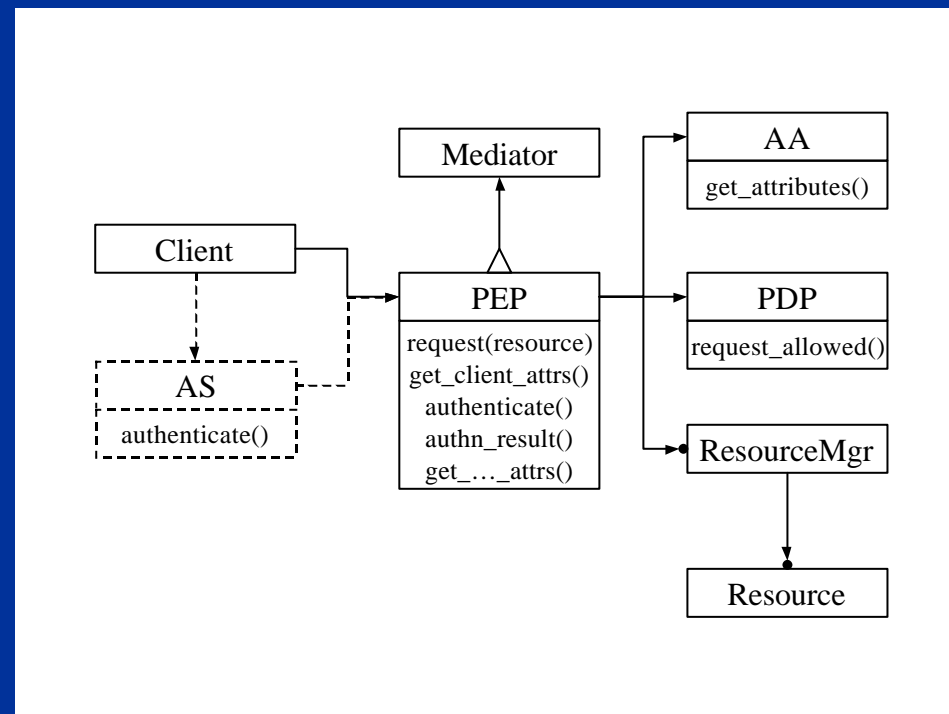 Mediator
AA
get_attributes()
Client
PEP
request(resource)
get_client_attrs()
authenticate()
authn_result()
get_…_attrs()
PDP
request_allowed()
AS
authenticate()
ResourceMgr
Resource